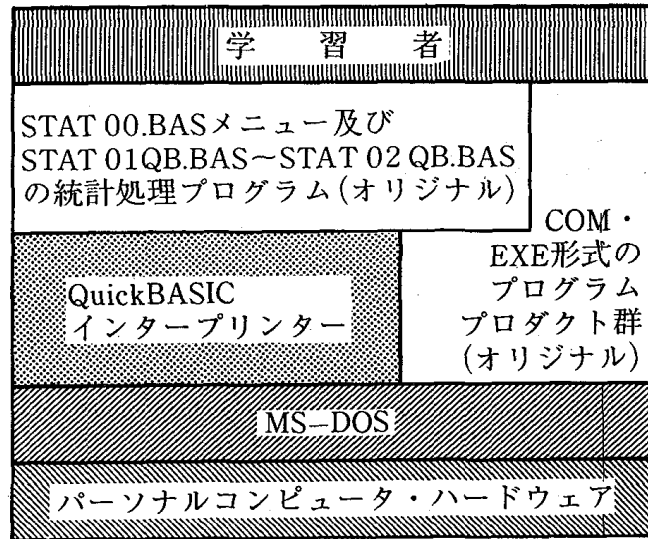 学習者
STAT 00.BASメニュー及び
STAT 01QB.BAS～STAT 02 QB.BAS
の統計処理プログラム(オリジナル)
COM・
EXE形式の
プログラム
プロダクト群
(オリジナル)
QuickBASIC
インタープリンター
MS–DOS
パーソナルコンピュータ・ハードウェア